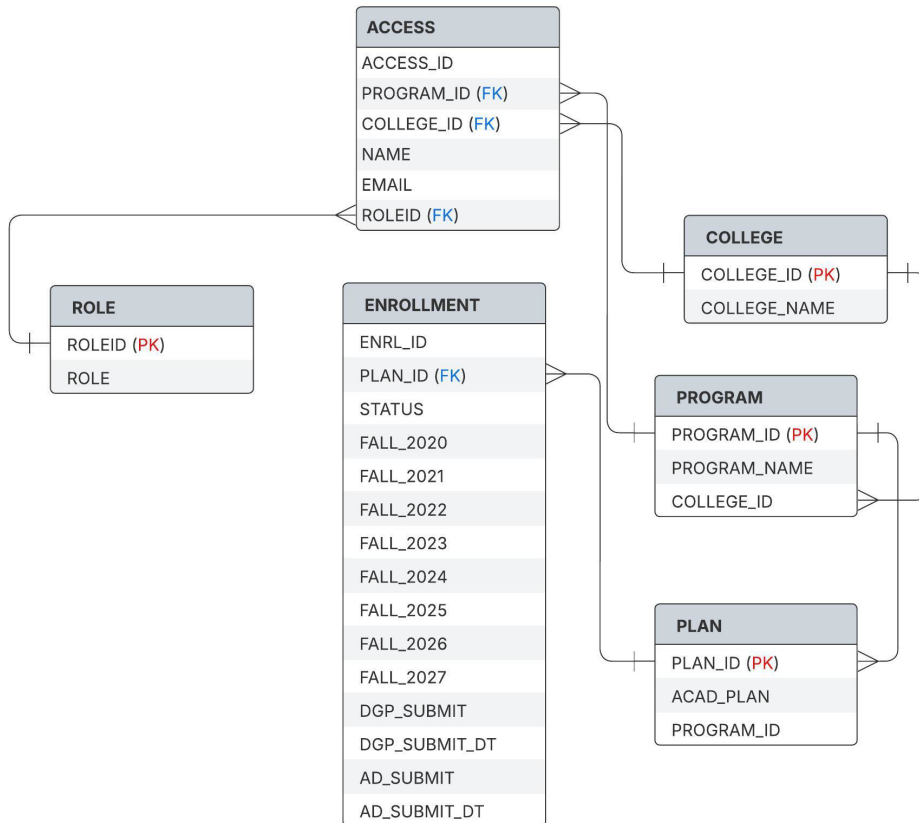 ACCESS
ACCESS_ID
PROGRAM_ID (FK)
COLLEGE_ID (FK)
NAME
EMAIL
ROLEID (FK)
COLLEGE
COLLEGE_ID (PK)
COLLEGE_NAME
ROLE
ROLEID (PK)
ROLE
ENROLLMENT
ENRL_ID
PLAN_ID (FK)
STATUS
FALL_2020
FALL_2021
FALL_2022
FALL_2023
FALL_2024
FALL_2025
FALL_2026
FALL_2027
DGP_SUBMIT
DGP_SUBMIT_DT
AD_SUBMIT
AD_SUBMIT_DT
PROGRAM
PROGRAM_ID (PK)
PROGRAM_NAME
COLLEGE_ID
PLAN
PLAN_ID (PK)
ACAD_PLAN
PROGRAM_ID